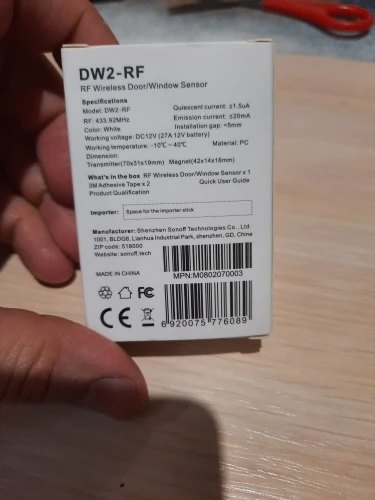 DW2-RF
RF Wireless Door/Window Sensor
Specifications
Model: DW2-RF Quiescent current: ≤1.5uA
RF: 433.92MHz Emission current: ≤20mA
Color: White Installation gap: <5mm
Working voltage: DC12V (27A 12V battery)
Working temperature: -10℃ ~ 40℃ Material: PC
Dimension:
Transmitter(70x31x19mm) Magnet(42x14x16mm)
What's in the box RF Wireless Door/Window Sensor x 1
3M Adhesive Tape x 2 Quick User Guide
Product Qualification
Importer: Space for the importer stick
Manufacturer: Shenzhen Sonoff Technologies Co., Ltd.
1001, BLDG8, Lianhua Industrial Park, shenzhen, GD, China
ZIP code: 518000
Website: sonoff.tech
MADE IN CHINA
MPN:M0802070003
FC
CE
6 920075 776089